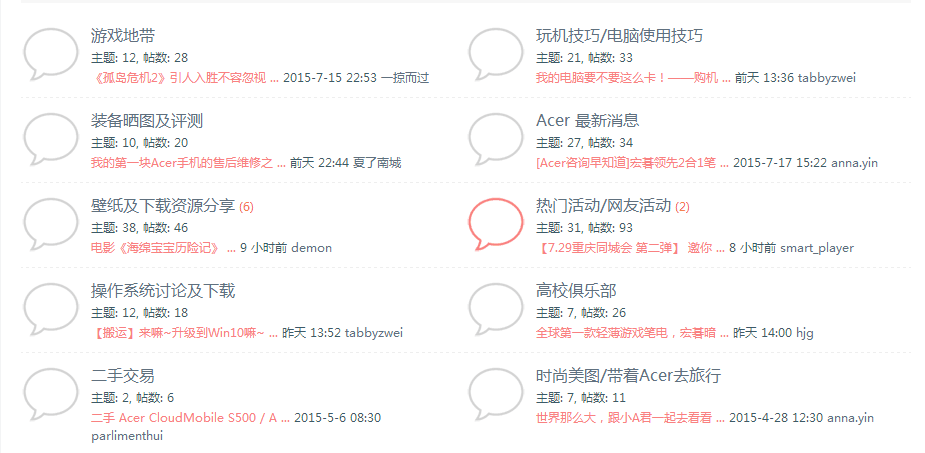 游戏地带
主题: 12, 帖数: 28
《孤岛危机2》引人入胜不容忽视 ... 2015-7-15 22:53 一掠而过
玩机技巧/电脑使用技巧
主题: 21, 帖数: 33
我的电脑要不要这么卡！——购机 ... 前天 13:36 tabbyzwei
装备晒图及评测
主题: 10, 帖数: 20
我的第一块Acer手机的售后维修之 ... 前天 22:44 夏了南城
Acer 最新消息
主题: 27, 帖数: 34
[Acer咨询早知道]宏碁领先2合1笔 ... 2015-7-17 15:22 anna.yin
壁纸及下载资源分享 (6)
主题: 38, 帖数: 46
电影《海绵宝宝历险记》 ... 9 小时前 demon
热门活动/网友活动 (2)
主题: 31, 帖数: 93
【7.29重庆同城会 第二弹】 邀你 ... 8 小时前 smart_player
操作系统讨论及下载
主题: 12, 帖数: 18
【搬运】来嘛~升级到Win10嘛~ ... 昨天 13:52 tabbyzwei
高校俱乐部
主题: 7, 帖数: 26
全球第一款轻薄游戏笔电，宏碁暗 ... 昨天 14:00 hjg
二手交易
主题: 2, 帖数: 6
二手 Acer CloudMobile S500 / A ... 2015-5-6 08:30
parlimenthui
时尚美图/带着Acer去旅行
主题: 7, 帖数: 11
世界那么大，跟小A君一起去看看 ... 2015-4-28 12:30 anna.yin